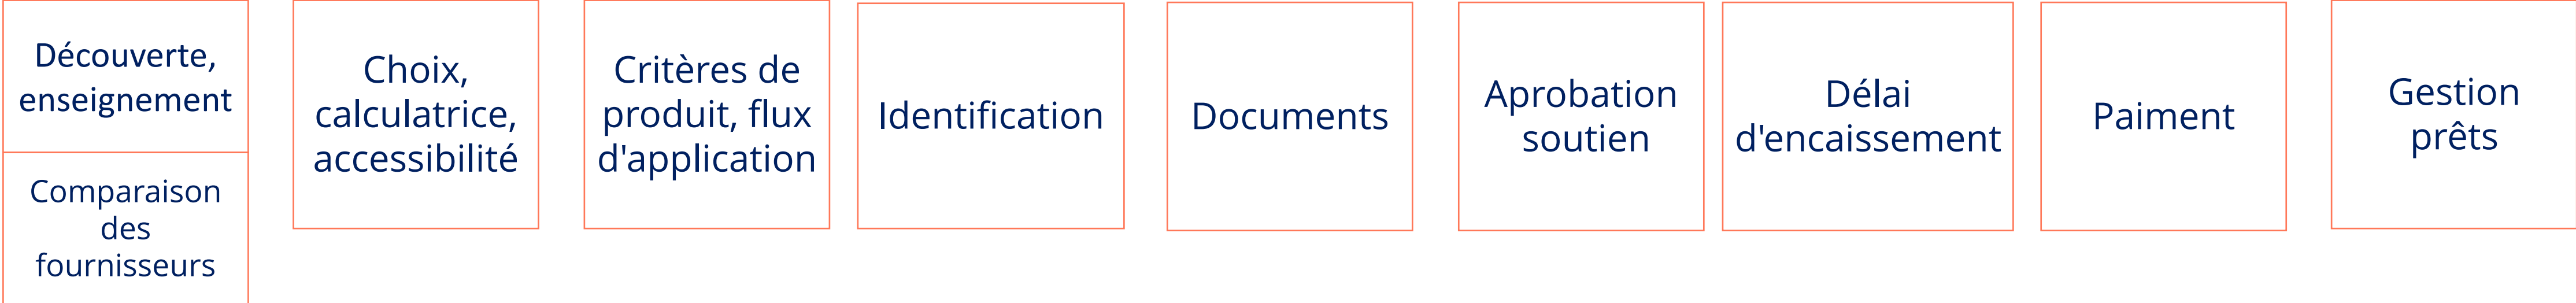 Découverte,
enseignement
Comparaison
des
fournisseurs
Choix,
calculatrice,
accessibilité
Critères de
produit, flux
d'application
Identification
Documents
Aprobation
soutien
Délai
d'encaissement
Paiment
Gestion
prêts